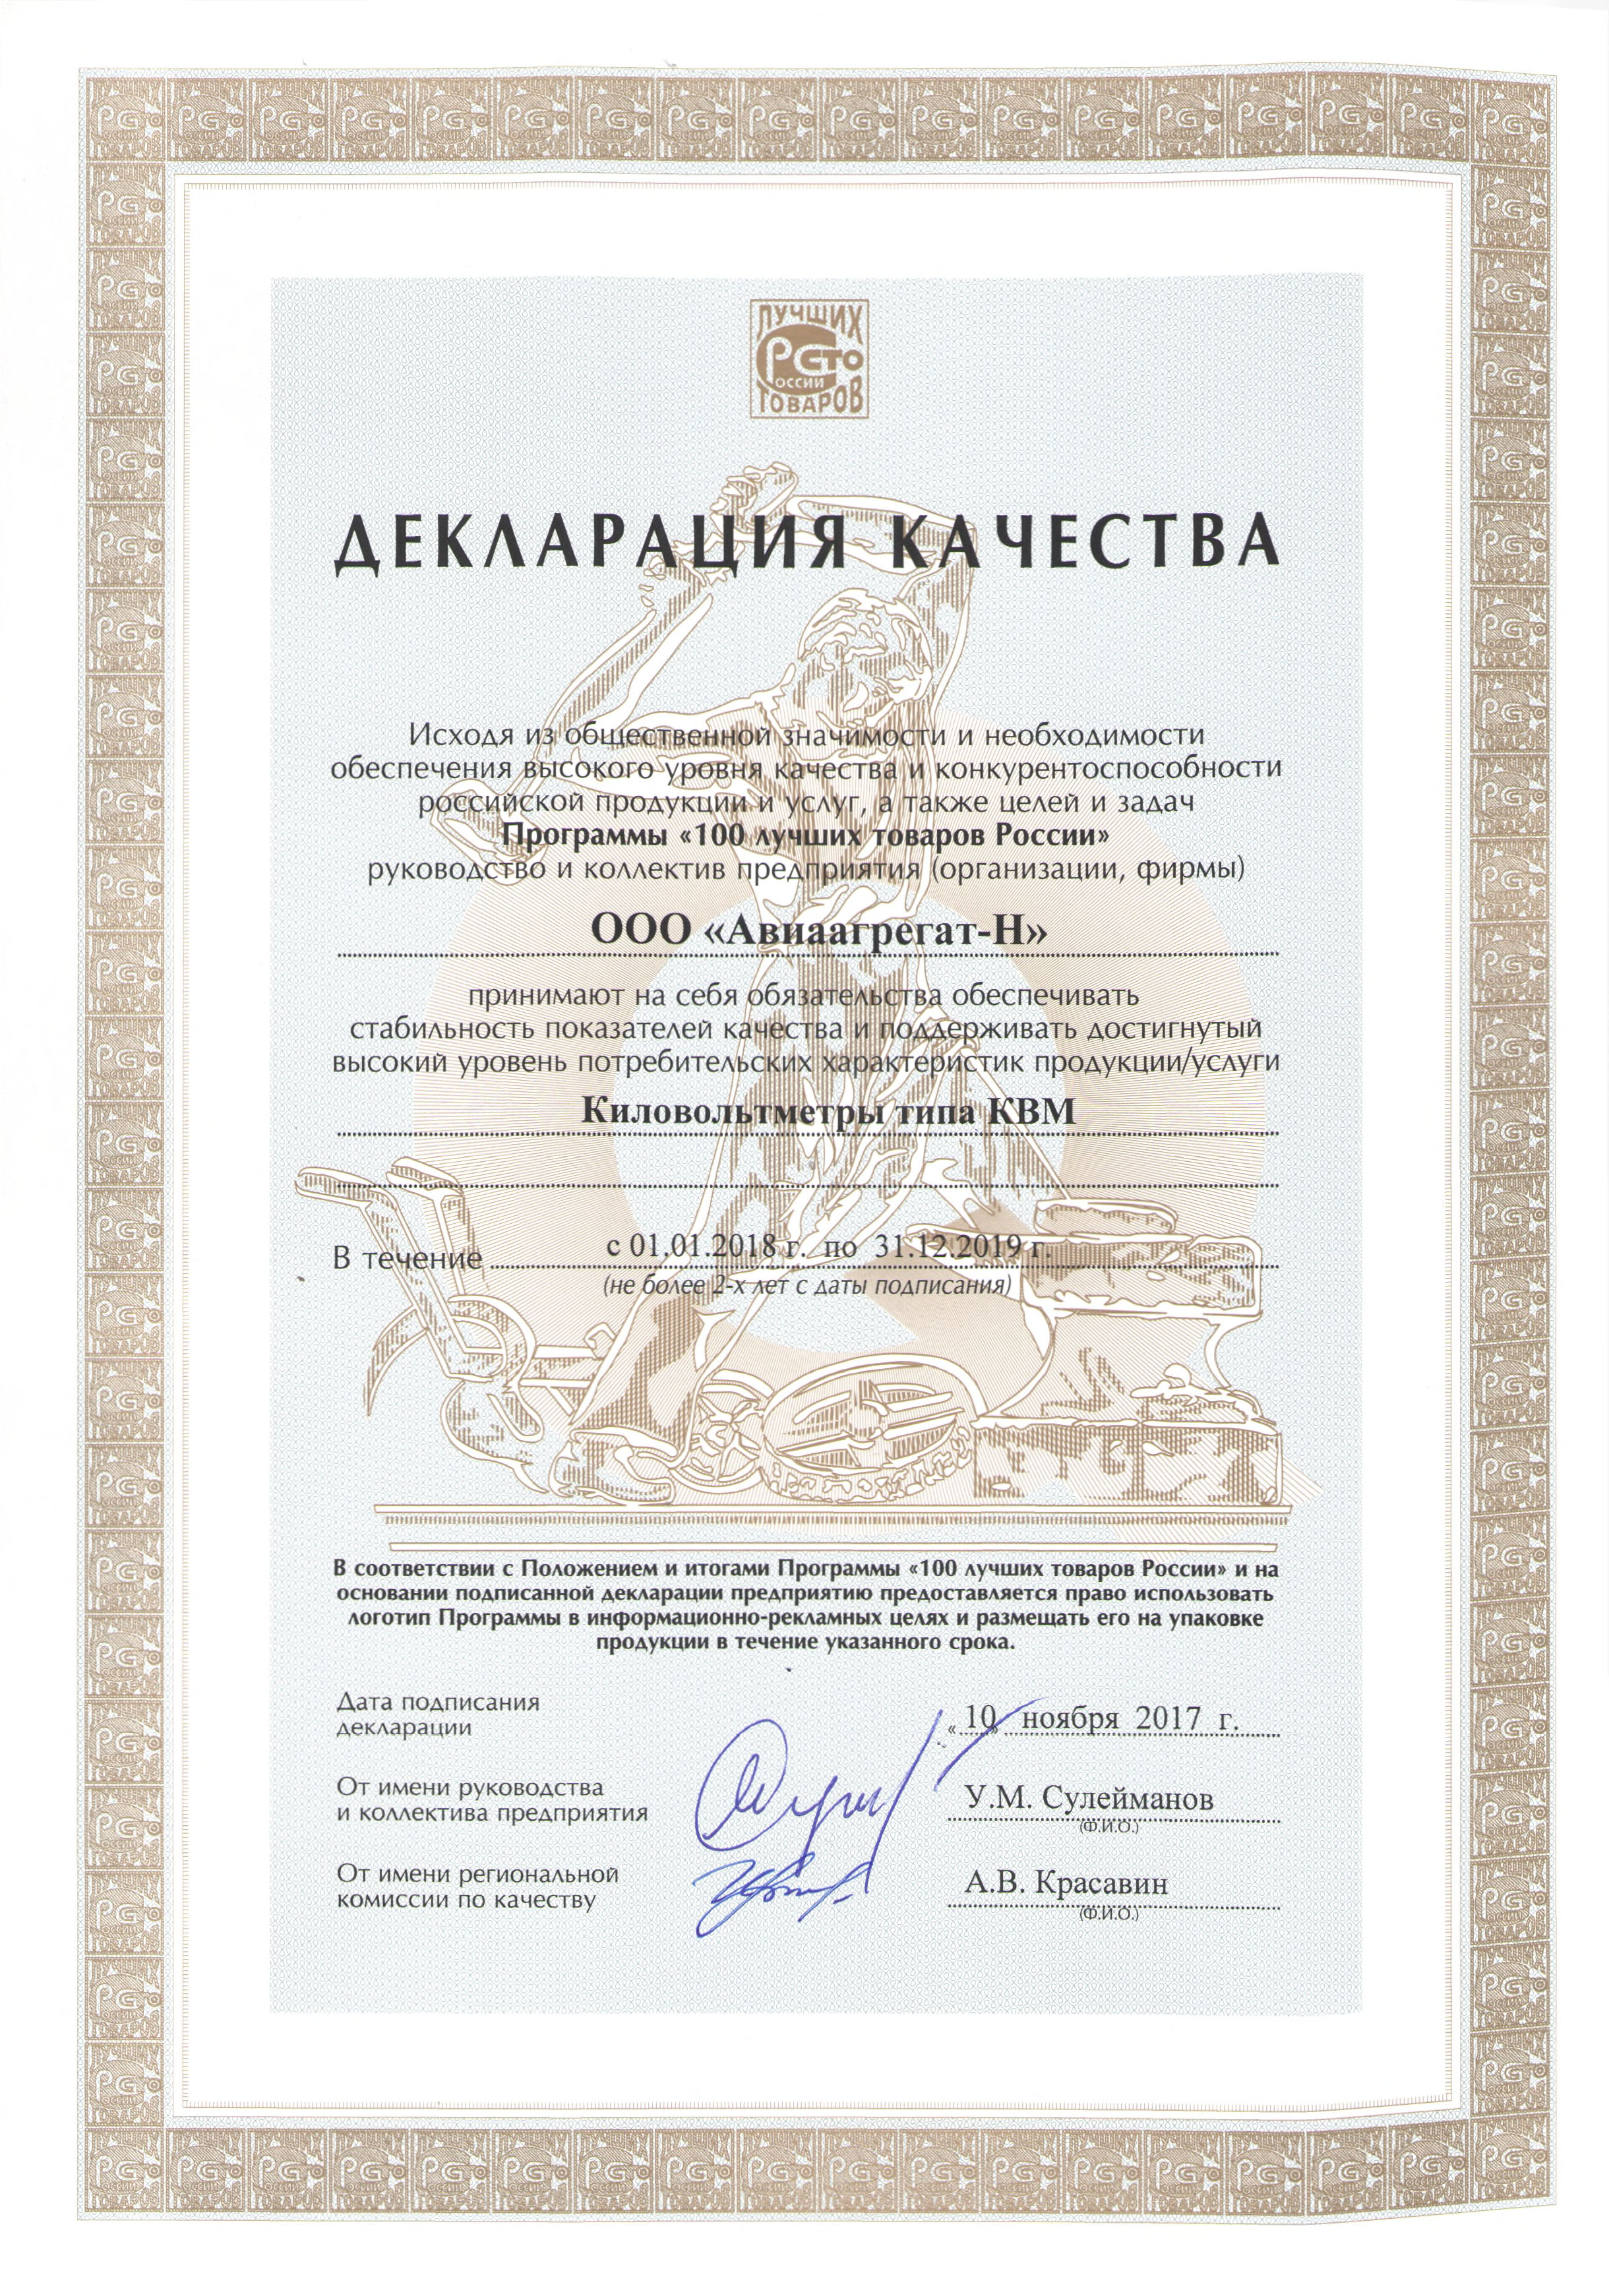 ЛУЧШИХ
РСТО
РОССИИ
ТОВАРОВ
ДЕКЛАРАЦИЯ КАЧЕСТВА
Исходя из общественной значимости и необходимости
обеспечения высокого уровня качества и конкурентоспособности
российской продукции и услуг, а также целей и задач
Программы «100 лучших товаров России»
руководство и коллектив предприятия (организации, фирмы)
ООО «Авиаагрегат-Н»
принимают на себя обязательства обеспечивать
стабильность показателей качества и поддерживать достигнутый
высокий уровень потребительских характеристик продукции/услуги
Киловольтметры типа КВМ
В течение с 01.01.2018 г. по 31.12.2019 г.
(не более 2-х лет с даты подписания)
В соответствии с Положением и итогами Программы «100 лучших товаров России» и на
основании подписанной декларации предприятию предоставляется право использовать
логотип Программы в информационно-рекламных целях и размещать его на упаковке
продукции в течение указанного срока.
Дата подписания
декларации
«10» ноября 2017 г.
От имени руководства
и коллектива предприятия
У.М. Сулейманов
(Ф.И.О.)
От имени региональной
комиссии по качеству
А.В. Красавин
(Ф.И.О.)